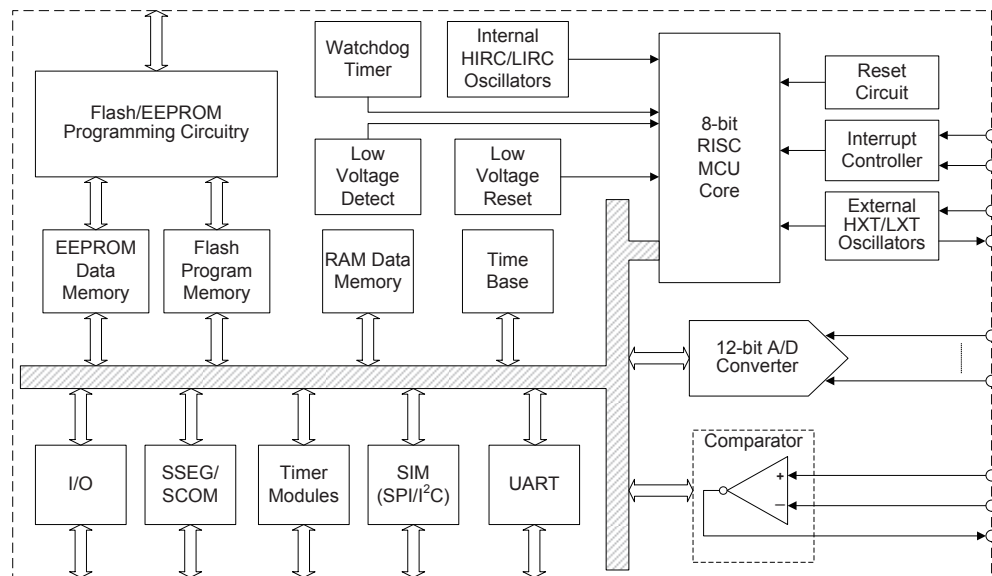 Flash/EEPROM
Programming Circuitry
Watchdog
Timer
Internal
HIRC/LIRC
Oscillators
8-bit
RISC
MCU
Core
Reset
Circuit
Low
Voltage
Detect
Low
Voltage
Reset
Interrupt
Controller
External
HXT/LXT
Oscillators
EEPROM
Data
Memory
Flash
Program
Memory
RAM Data
Memory
Time
Base
12-bit A/D
Converter
I/O
SSEG/
SCOM
Timer
Modules
SIM
(SPI/I²C)
UART
Comparator
+
−